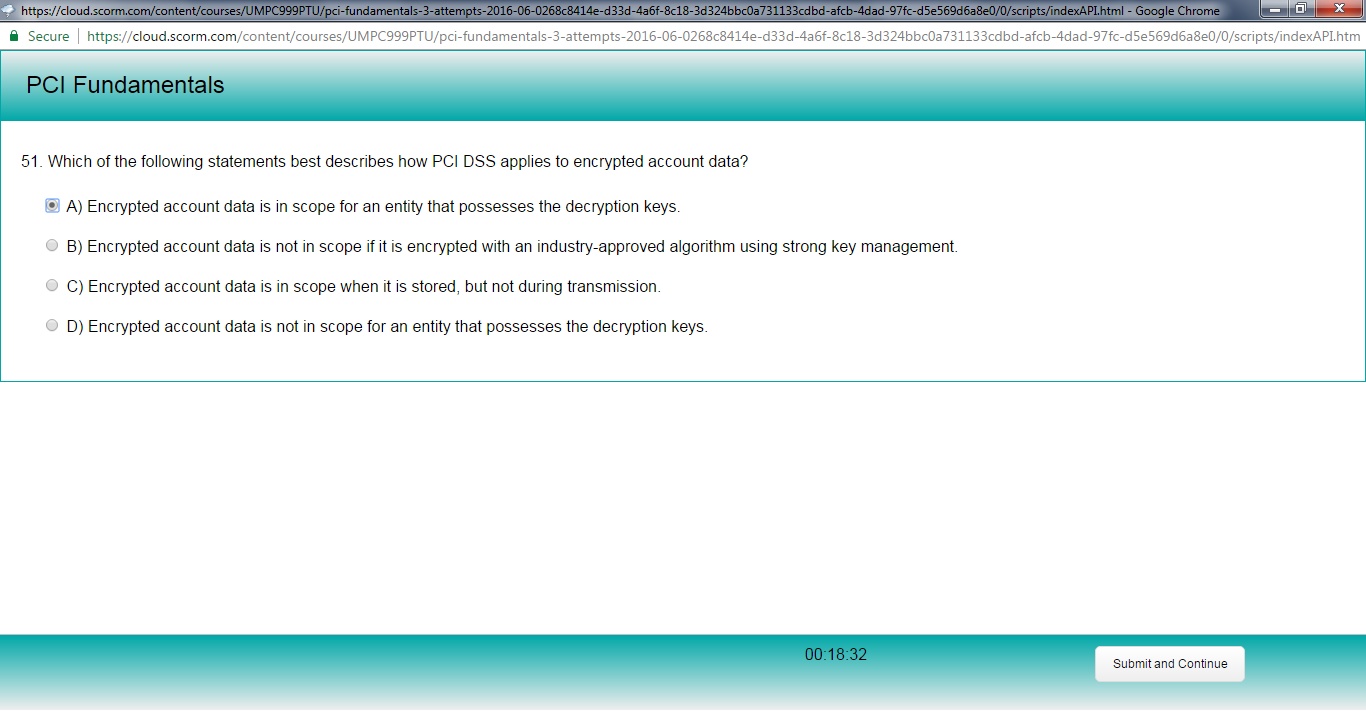 https://cloud.scorm.com/content/courses/UMPC999PTU/pci-fundamentals-3-attempts-2016-06-0268c8414e-d33d-4a6f-8c18-3d324bbc0a731133cdbd-afcb-4dad-97fc-d5e569d6a8e0/0/scripts/indexAPI.html - Google Chrome
Secure https://cloud.scorm.com/content/courses/UMPC999PTU/pci-fundamentals-3-attempts-2016-06-0268c8414e-d33d-4a6f-8c18-3d324bbc0a731133cdbd-afcb-4dad-97fc-d5e569d6a8e0/0/scripts/indexAPI.htm
PCI Fundamentals
51. Which of the following statements best describes how PCI DSS applies to encrypted account data?
A) Encrypted account data is in scope for an entity that possesses the decryption keys.
B) Encrypted account data is not in scope if it is encrypted with an industry-approved algorithm using strong key management.
C) Encrypted account data is in scope when it is stored, but not during transmission.
D) Encrypted account data is not in scope for an entity that possesses the decryption keys.
00:18:32
Submit and Continue